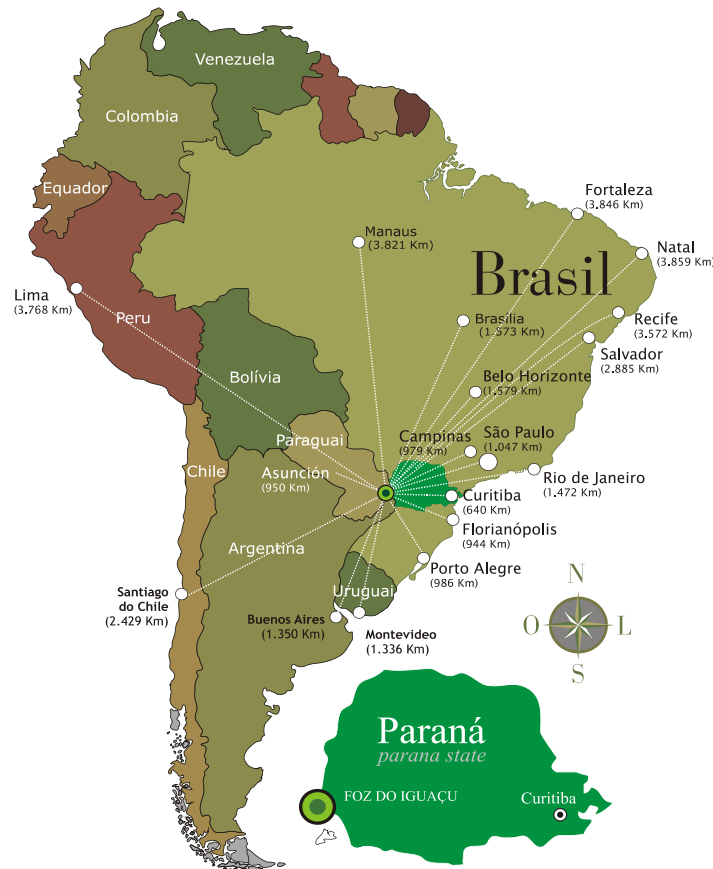 Venezuela
Colombia
Equador
Fortaleza
(3.846 Km)
Manaus
(3.821 Km)
Natal
(3.859 Km)
Brasil
Lima
(3.768 Km)
Peru
Brasília
(1.573 Km)
Recife
(3.572 Km)
Salvador
(2.885 Km)
Bolívia
Belo Horizonte
(1.579 Km)
Paraguai
Campinas
(979 Km)
São Paulo
(1.047 Km)
Chile
Asunción
(950 Km)
Rio de Janeiro
(1.472 Km)
Curitiba
(640 Km)
Florianópolis
(944 Km)
Argentina
Porto Alegre
(986 Km)
Uruguai
Santiago
do Chile
(2.429 Km)
Buenos Aires
(1.350 Km)
Montevideo
(1.336 Km)
N
O
L
S
Paraná
parana state
FOZ DO IGUAÇU
Curitiba